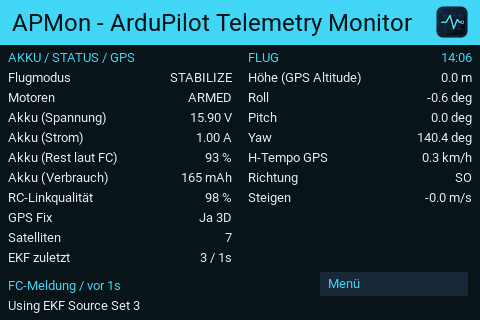 APMon - ArduPilot Telemetry Monitor
AKKU / STATUS / GPS
Flugmodus STABILIZE
Motoren ARMED
Akku (Spannung) 15.90 V
Akku (Strom) 1.00 A
Akku (Rest laut FC) 93 %
Akku (Verbrauch) 165 mAh
RC-Linkqualität 98 %
GPS Fix Ja 3D
Satelliten 7
EKF zuletzt 3 / 1s
FLUG 14:06
Höhe (GPS Altitude) 0.0 m
Roll -0.6 deg
Pitch 0.0 deg
Yaw 140.4 deg
H-Tempo GPS 0.3 km/h
Richtung SO
Steigen -0.0 m/s
FC-Meldung / vor 1s
Using EKF Source Set 3
Menü